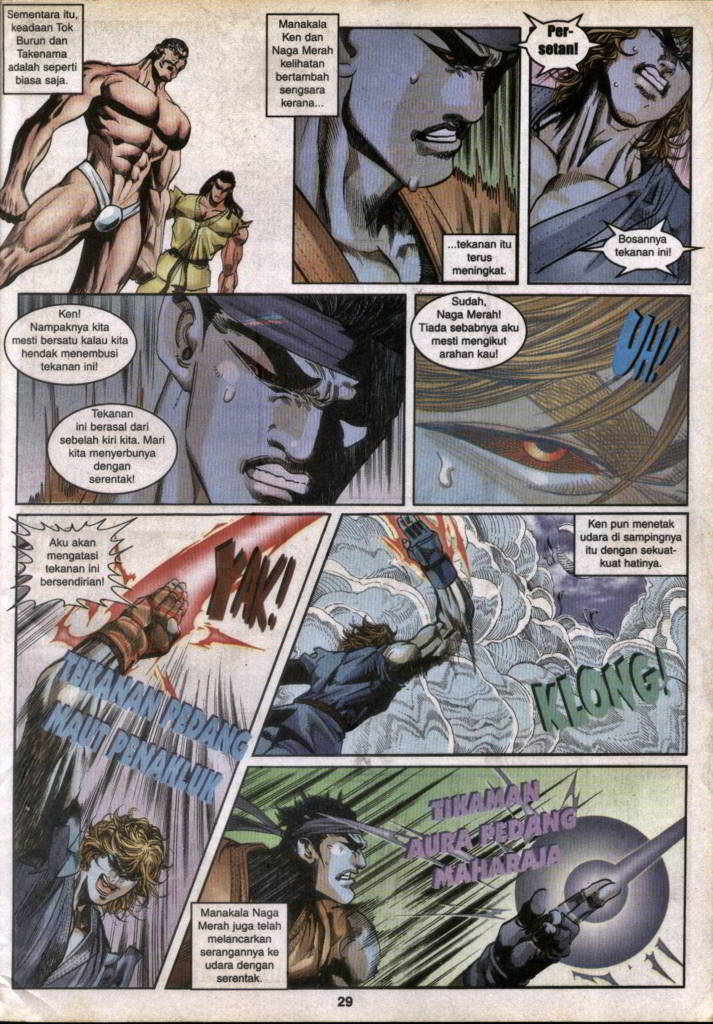 Sementara itu,
keadaan Tok
Burun dan
Takenama
adalah seperti
biasa saja.
Manakala
Ken dan
Naga Merah
kelihatan
bertambah
sengsara
kerana...
...tekanan itu
terus
meningkat.
Per-
setan!
Bosannya
tekanan ini!
Ken!
Nampaknya kita
mesti bersatu kalau kita
hendak menembusi
tekanan ini!
Tekanan
ini berasal dari
sebelah kiri kita. Mari
kita menyerbunya
dengan
serentak!
Sudah,
Naga Merah!
Tiada sebabnya aku
mesti mengikut
arahan kau!
UH!
Aku akan
mengatasi
tekanan ini
bersendirian!
YAK!
TEKANAN PEDANG
MAUT PENAKLUK
Ken pun menetak
udara di sampingnya
itu dengan sekuat-
kuat hatinya.
KLONG!
TIKAMAN
AURA PEDANG
MAHARAJA
Manakala Naga
Merah juga telah
melancarkan
serangannya ke
udara dengan
serentak.
29